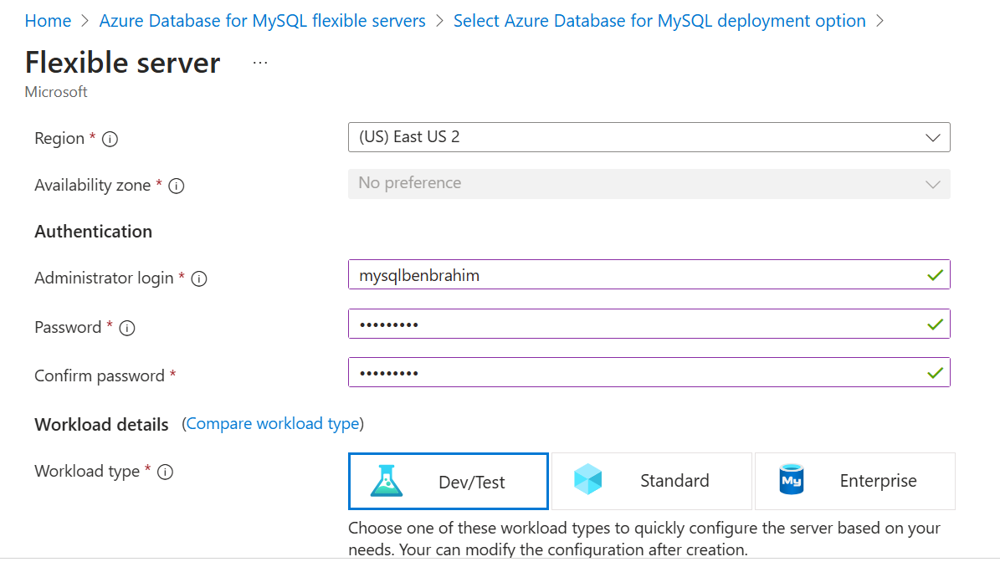 Home > Azure Database for MySQL flexible servers > Select Azure Database for MySQL deployment option >
Flexible server ...
Microsoft
Region * (US) East US 2
Availability zone * No preference
Authentication
Administrator login * mysqlbenbrahim
Password * •••••••••
Confirm password * •••••••••
Workload details (Compare workload type)
Workload type * Dev/Test My Standard Enterprise
Choose one of these workload types to quickly configure the server based on your
needs. Your can modify the configuration after creation.